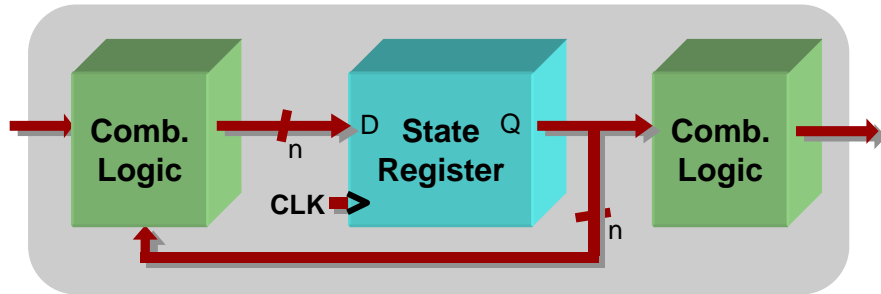 Comb.
Logic
n
D
State
Register
Q
CLK
n
Comb.
Logic